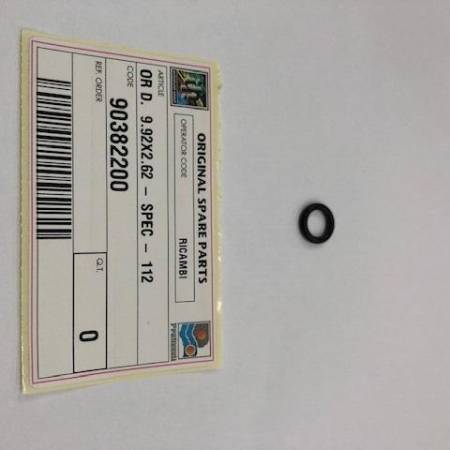 ORIGINAL SPARE PARTS
OPERATOR CODE
RICAMBI
ARTICLE
OR D. 9.92X2.62 - SPEC - 112
CODE
90382200
Q.T.
0
REF. ORDER